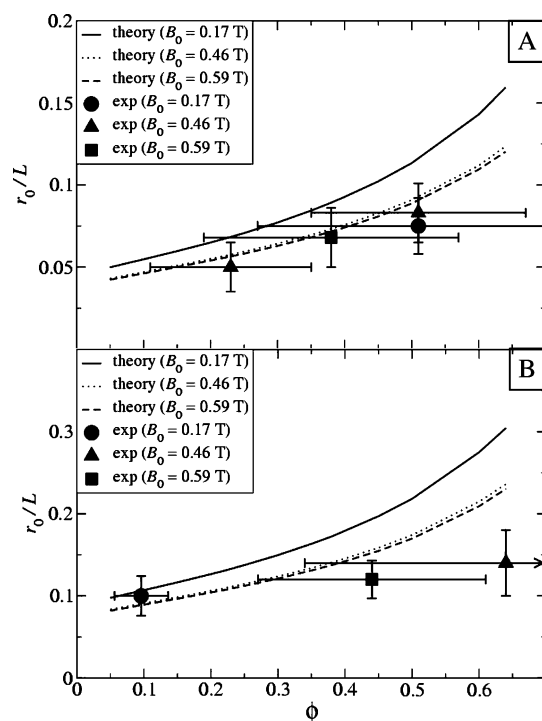 theory (B0 = 0.17 T)
theory (B0 = 0.46 T)
theory (B0 = 0.59 T)
exp (B0 = 0.17 T)
exp (B0 = 0.46 T)
exp (B0 = 0.59 T)
A
0.2
0.15
0.1
0.05
0
r0/L
theory (B0 = 0.17 T)
theory (B0 = 0.46 T)
theory (B0 = 0.59 T)
exp (B0 = 0.17 T)
exp (B0 = 0.46 T)
exp (B0 = 0.59 T)
B
0.3
0.2
0.1
0
r0/L
0 0.1 0.2 0.3 0.4 0.5 0.6
ϕ